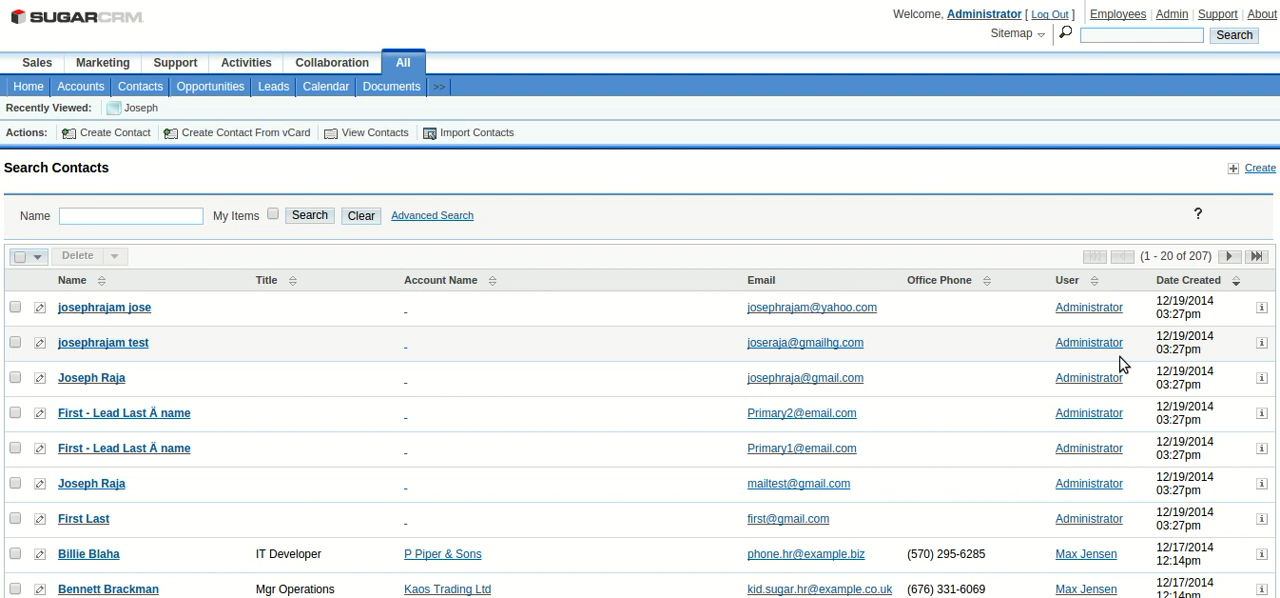 SUGARCRM
Welcome, Administrator [ Log Out ] Employees Admin Support About
Sitemap Search
Sales Marketing Support Activities Collaboration All
Home Accounts Contacts Opportunities Leads Calendar Documents >>
Recently Viewed: Joseph
Actions: Create Contact Create Contact From vCard View Contacts Import Contacts
Search Contacts Create
Name My Items Search Clear Advanced Search ?
Delete (1 - 20 of 207)
Name Title Account Name Email Office Phone User Date Created
josephrajam jose josephrajam@yahoo.com Administrator 12/19/2014 03:27pm
josephrajam test joseraja@gmailhg.com Administrator 12/19/2014 03:27pm
Joseph Raja josephraja@gmail.com Administrator 12/19/2014 03:27pm
First - Lead Last Ä name Primary2@email.com Administrator 12/19/2014 03:27pm
First - Lead Last Ä name Primary1@email.com Administrator 12/19/2014 03:27pm
Joseph Raja mailtest@gmail.com Administrator 12/19/2014 03:27pm
First Last first@gmail.com Administrator 12/19/2014 03:27pm
Billie Blaha IT Developer P Piper & Sons phone.hr@example.biz (570) 295-6285 Max Jensen 12/17/2014 12:14pm
Bennett Brackman Mgr Operations Kaos Trading Ltd kid.sugar.hr@example.co.uk (676) 331-6069 Max Jensen 12/17/2014 12:14pm